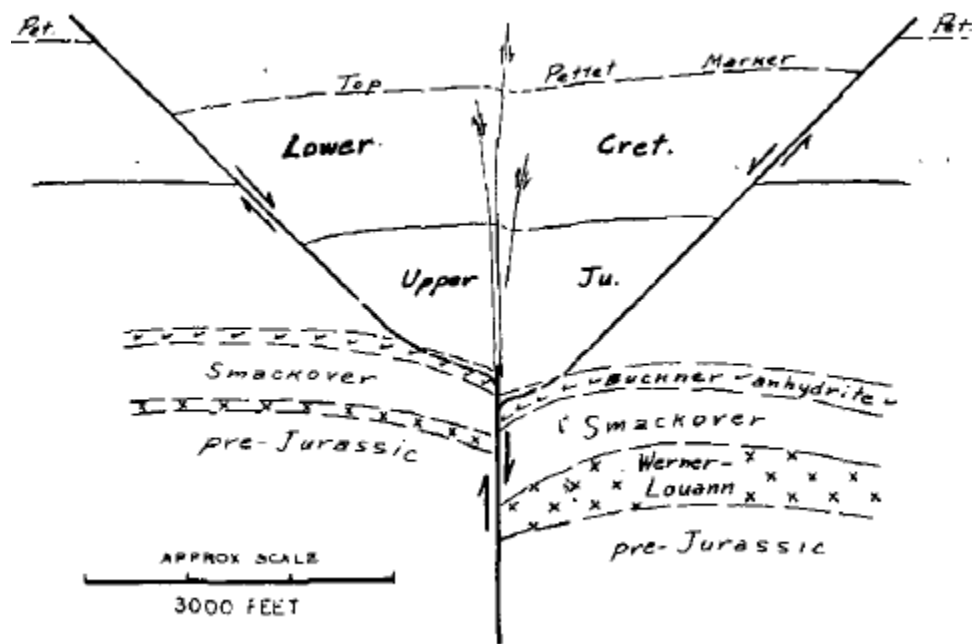 Pet.
Pet.
Top Pettet Marker
Lower Cret.
Upper Ju.
Smackover
Buckner anhydrite
Smackover
pre-Jurassic
Werner-
Louann
pre-Jurassic
APPROX SCALE
3000 FEET